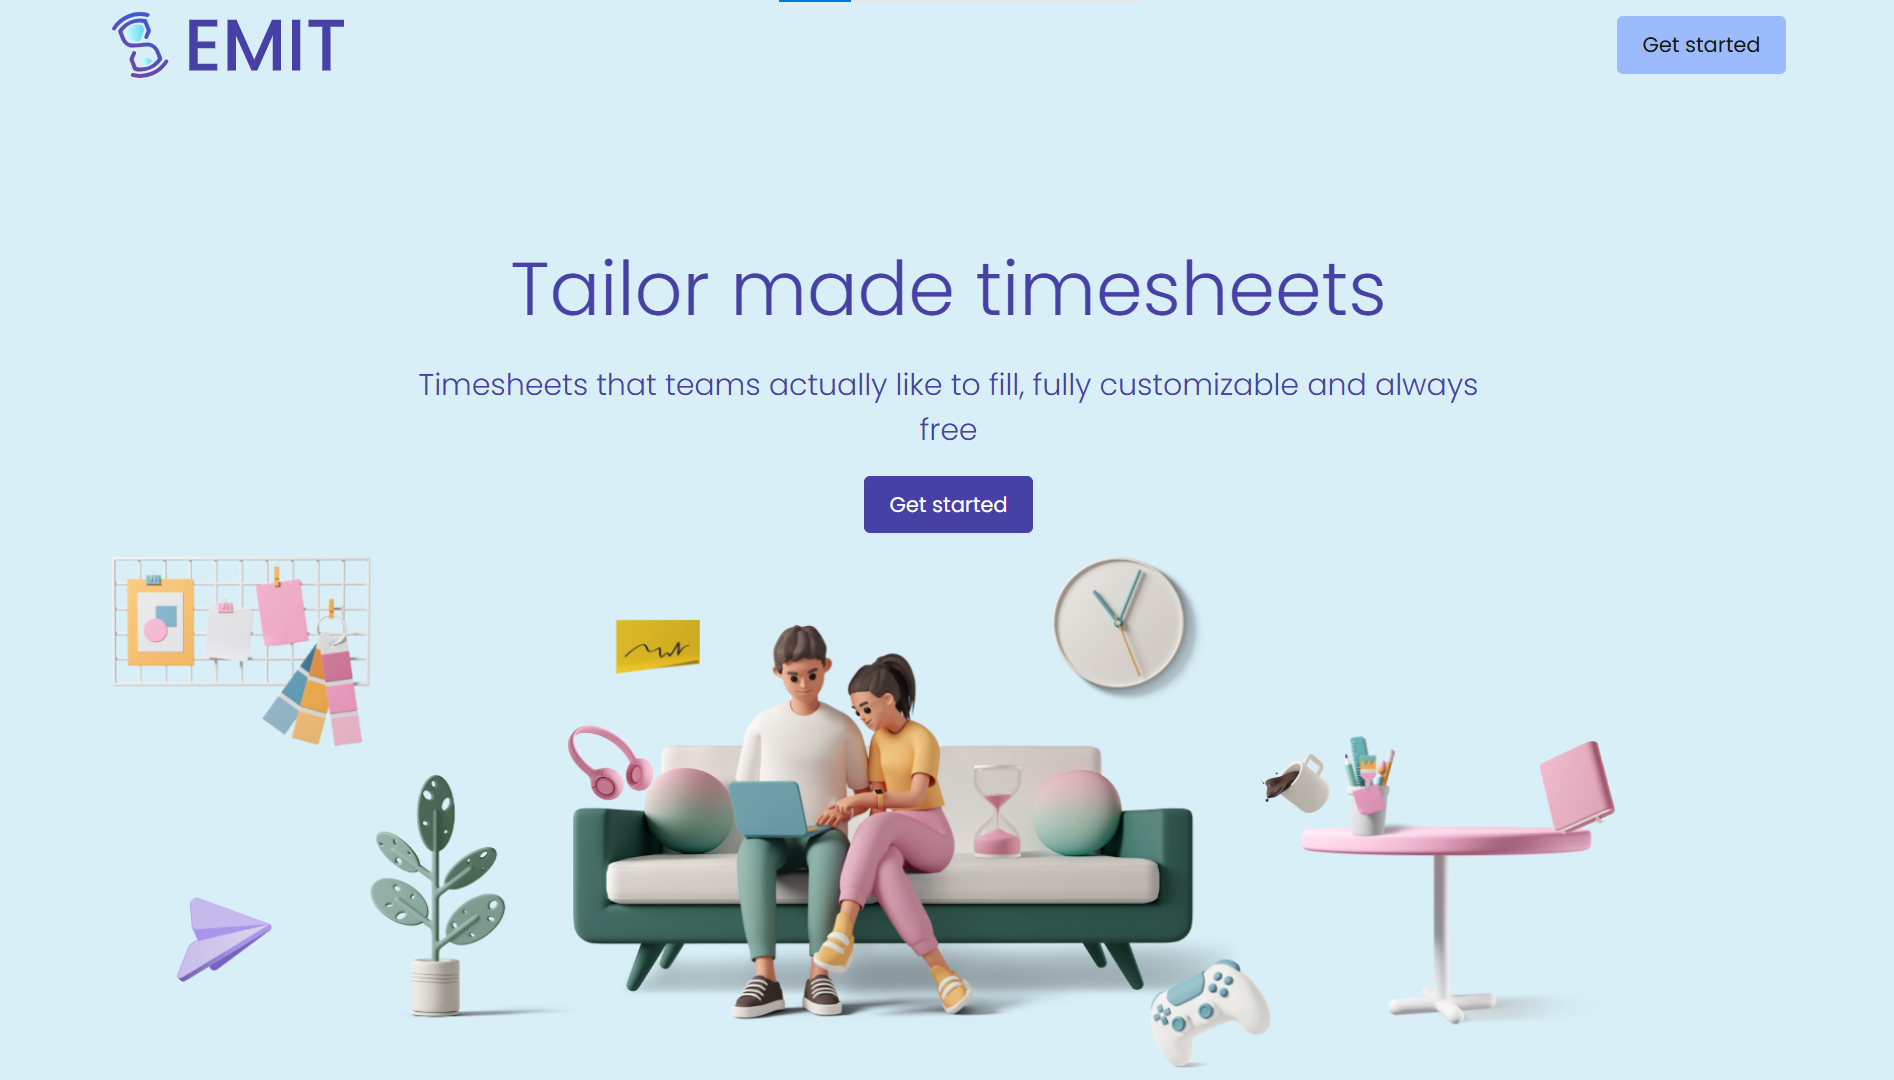 EMIT
Get started
Tailor made timesheets
Timesheets that teams actually like to fill, fully customizable and always
free
Get started